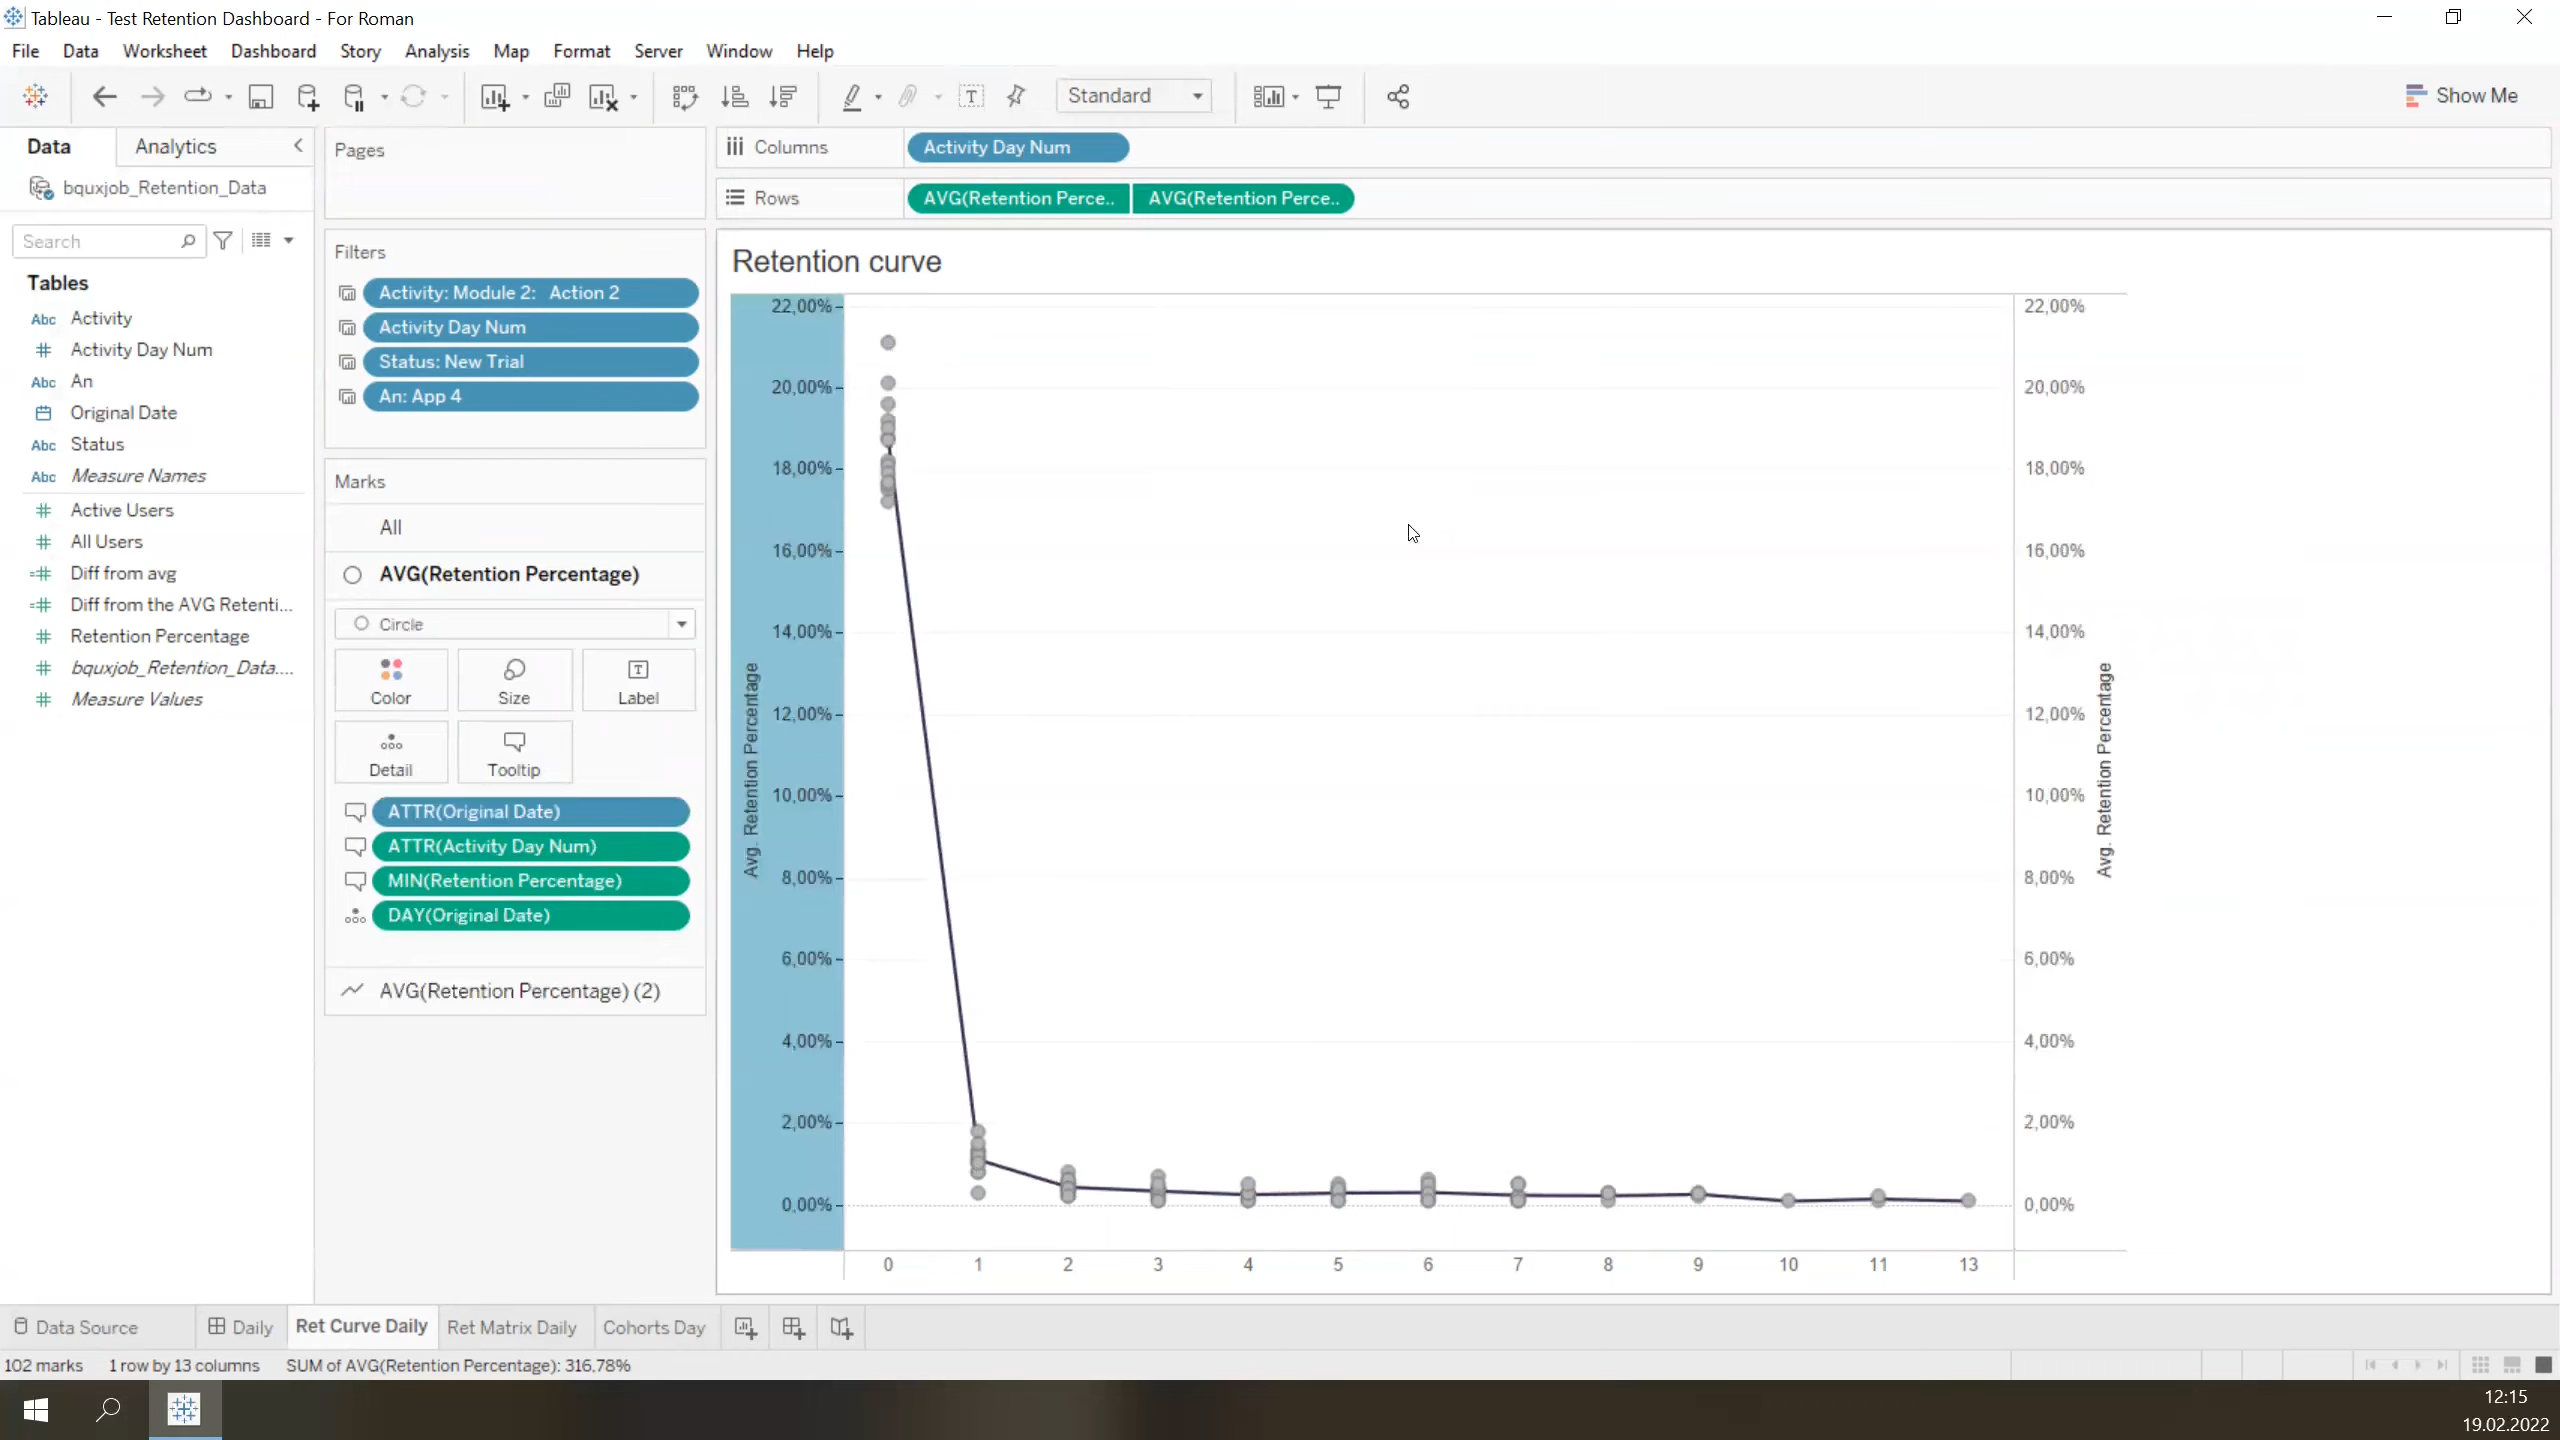 Tableau - Test Retention Dashboard - For Roman
File Data Worksheet Dashboard Story Analysis Map Format Server Window Help
Standard
Show Me
Data Analytics
bquxjob_Retention_Data
Search
Tables
Abc Activity
# Activity Day Num
Abc An
Original Date
Abc Status
Abc Measure Names
# Active Users
# All Users
=# Diff from avg
=# Diff from the AVG Retenti...
# Retention Percentage
# bquxjob_Retention_Data....
# Measure Values
Pages
Filters
Activity: Module 2: Action 2
Activity Day Num
Status: New Trial
An: App 4
Marks
All
AVG(Retention Percentage)
Circle
Color Size Label
Detail Tooltip
ATTR(Original Date)
ATTR(Activity Day Num)
MIN(Retention Percentage)
DAY(Original Date)
AVG(Retention Percentage) (2)
Columns Activity Day Num
Rows AVG(Retention Perce.. AVG(Retention Perce..
Retention curve
22,00%
20,00%
18,00%
16,00%
14,00%
12,00%
10,00%
8,00%
6,00%
4,00%
2,00%
0,00%
Avg. Retention Percentage
22,00%
20,00%
18,00%
16,00%
14,00%
12,00%
10,00%
8,00%
6,00%
4,00%
2,00%
0,00%
Avg. Retention Percentage
0 1 2 3 4 5 6 7 8 9 10 11 13
Data Source Daily Ret Curve Daily Ret Matrix Daily Cohorts Day
102 marks 1 row by 13 columns SUM of AVG(Retention Percentage): 316,78%
12:15
19.02.2022